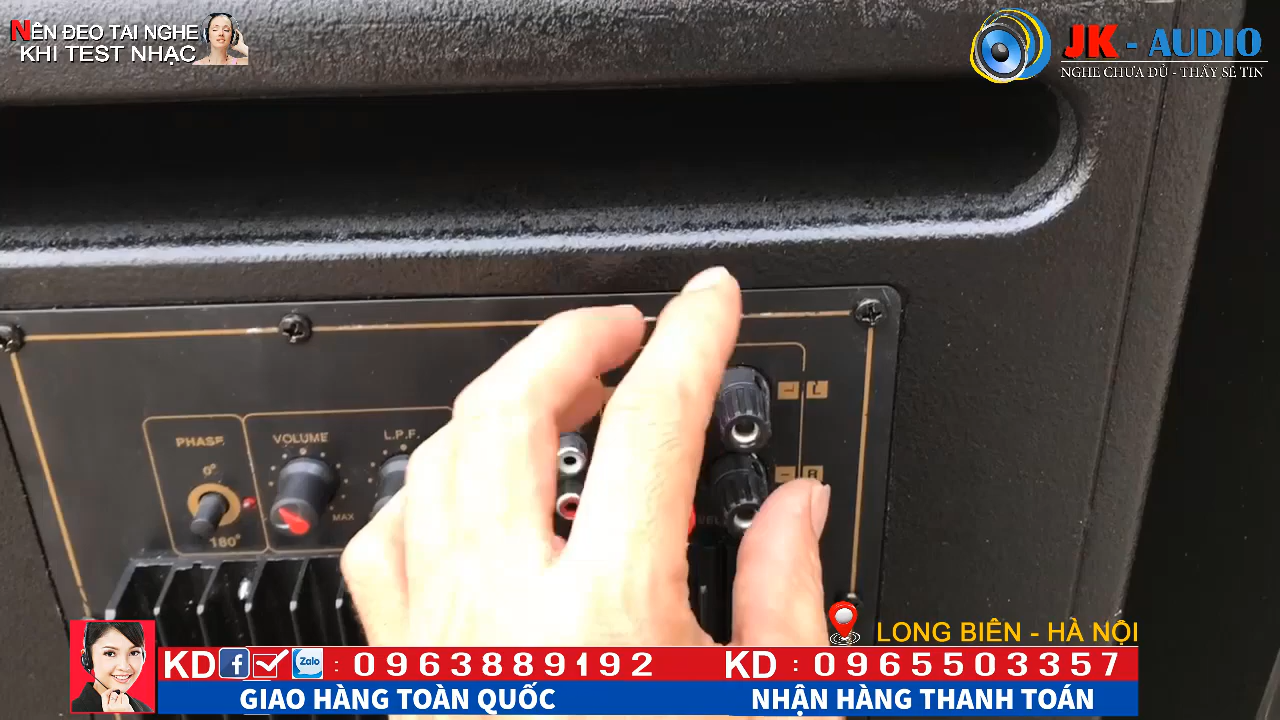 NÊN ĐEO TAI NGHE
KHI TEST NHẠC
JK - AUDIO
NGHE CHƯA ĐỦ - THẤY SẼ TIN
L
PHASE
VOLUME
L.P.F.
0°
R
MAX
180°
LONG BIÊN - HÀ NỘI
KD f Zalo : 0963889192
KD : 0965503357
GIAO HÀNG TOÀN QUỐC
NHẬN HÀNG THANH TOÁN